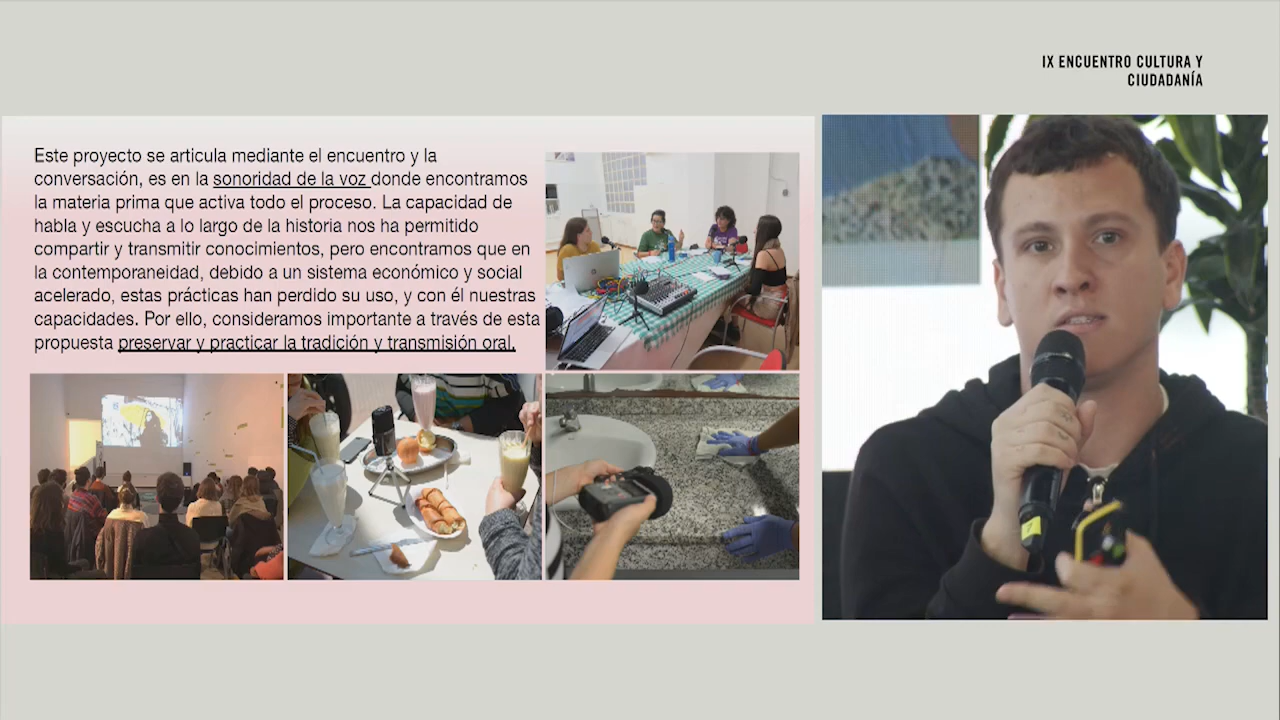 IX ENCUENTRO CULTURA Y
CIUDADANÍA
Este proyecto se articula mediante el encuentro y la
conversación, es en la sonoridad de la voz donde encontramos
la materia prima que activa todo el proceso. La capacidad de
habla y escucha a lo largo de la historia nos ha permitido
compartir y transmitir conocimientos, pero encontramos que en
la contemporaneidad, debido a un sistema económico y social
acelerado, estas prácticas han perdido su uso, y con él nuestras
capacidades. Por ello, consideramos importante a través de esta
propuesta preservar y practicar la tradición y transmisión oral.